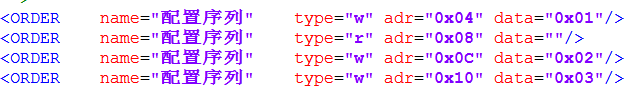 <ORDER name="配置序列" type="w" adr="0x04" data="0x01"/>
<ORDER name="配置序列" type="r" adr="0x08" data=""/>
<ORDER name="配置序列" type="w" adr="0x0C" data="0x02"/>
<ORDER name="配置序列" type="w" adr="0x10" data="0x03"/>